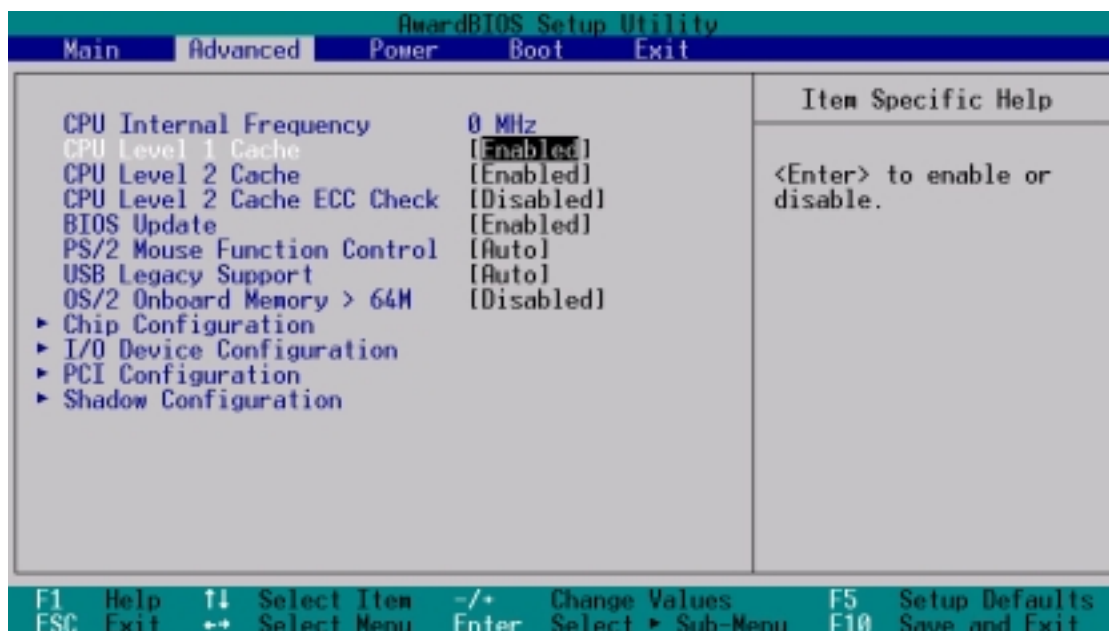 AwardBIOS Setup Utility
Main Advanced Power Boot Exit
Item Specific Help
CPU Internal Frequency 0 MHz
CPU Level 1 Cache [Enabled]
CPU Level 2 Cache [Enabled]
CPU Level 2 Cache ECC Check [Disabled]
BIOS Update [Enabled]
PS/2 Mouse Function Control [Auto]
USB Legacy Support [Auto]
OS/2 Onboard Memory > 64M [Disabled]
► Chip Configuration
► I/O Device Configuration
► PCI Configuration
► Shadow Configuration
<Enter> to enable or
disable.
F1 Help ↑↓ Select Item -/+ Change Values F5 Setup Defaults
ESC Exit ←→ Select Menu Enter Select ► Sub-Menu F10 Save and Exit